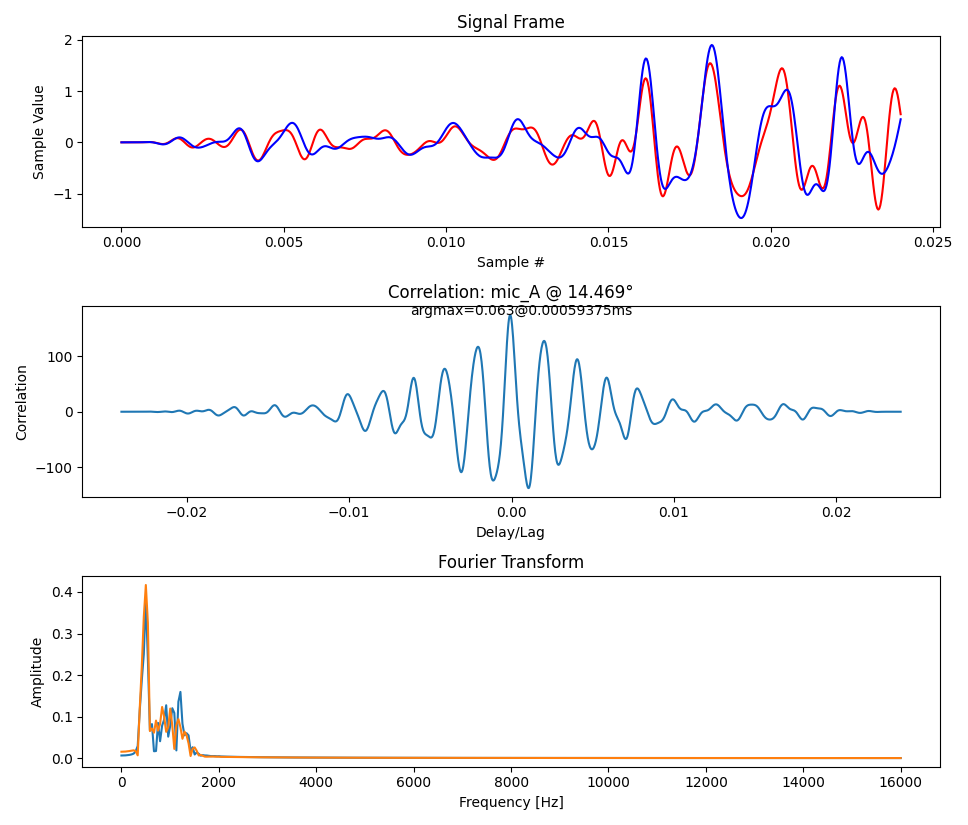 Signal Frame
Sample Value
2
1
0
−1
0.000 0.005 0.010 0.015 0.020 0.025
Sample #
Correlation: mic_A @ 14.469°
argmax=0.063@0.00059375ms
Correlation
100
0
−100
−0.02 −0.01 0.00 0.01 0.02
Delay/Lag
Fourier Transform
Amplitude
0.4
0.3
0.2
0.1
0.0
0 2000 4000 6000 8000 10000 12000 14000 16000
Frequency [Hz]